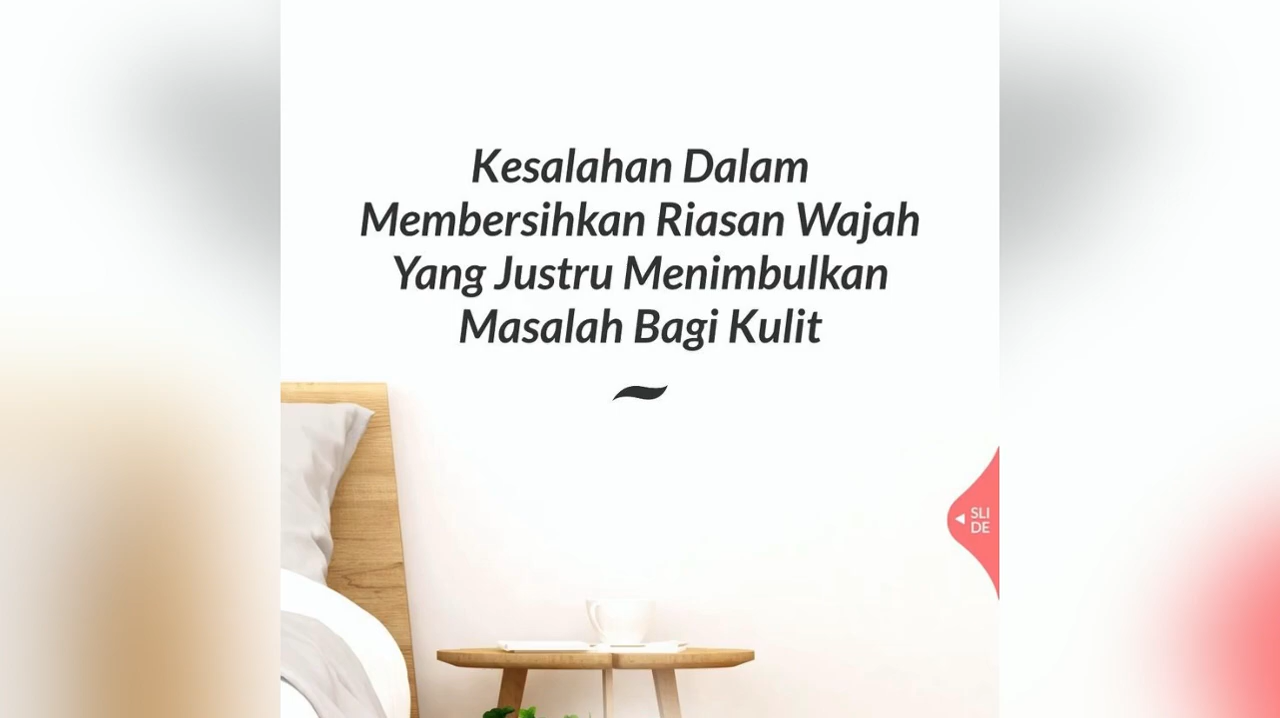 Kesalahan Dalam
Membersihkan Riasan Wajah
Yang Justru Menimbulkan
Masalah Bagi Kulit
SLI
DE